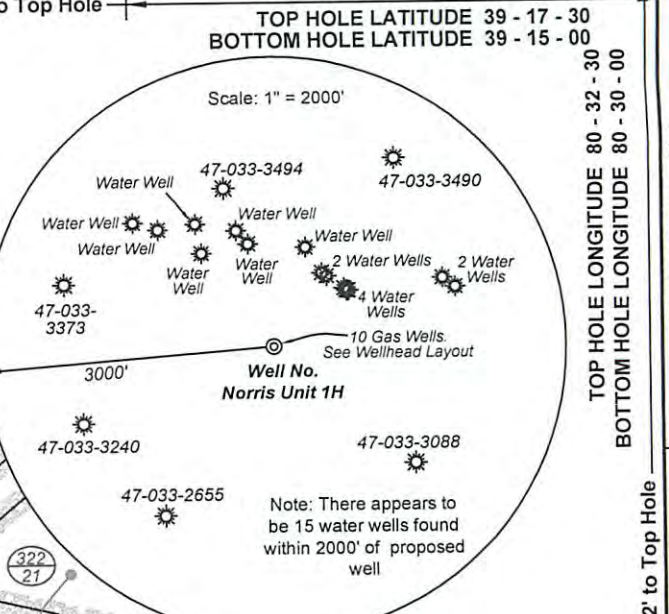 o Top Hole
TOP HOLE LATITUDE 39 - 17 - 30
BOTTOM HOLE LATITUDE 39 - 15 - 00
TOP HOLE LONGITUDE 80 - 32 - 30
BOTTOM HOLE LONGITUDE 80 - 30 - 00
Scale: 1" = 2000'
47-033-3494
47-033-3490
Water Well
Water Well
Water Well
Water Well
Water Well
Water
Well
Water
Well
2 Water Wells
2 Water
Wells
4 Water
Wells
47-033-
3373
10 Gas Wells.
See Wellhead Layout
3000'
Well No.
Norris Unit 1H
47-033-3240
47-033-3088
47-033-2655
Note: There appears to
be 15 water wells found
within 2000' of proposed
well
322
21
2' to Top Hole